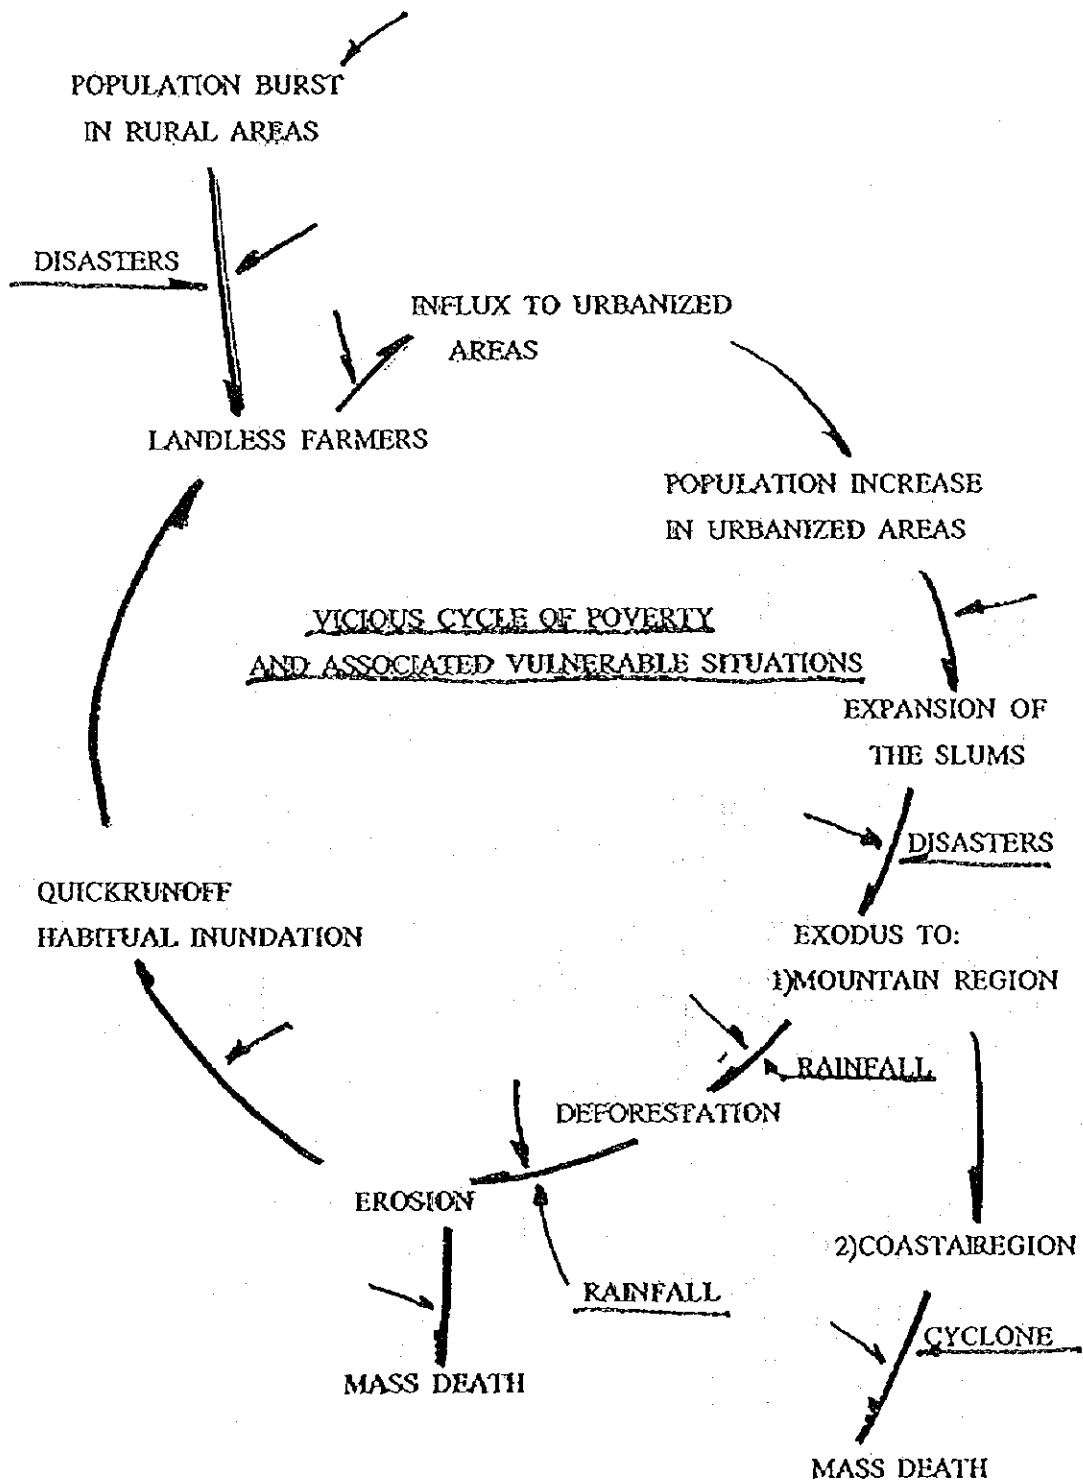 POPULATION BURST
IN RURAL AREAS
DISASTERS
INFLUX TO URBANIZED
AREAS
LANDLESS FARMERS
POPULATION INCREASE
IN URBANIZED AREAS
VICIOUS CYCLE OF POVERTY
AND ASSOCIATED VULNERABLE SITUATIONS
EXPANSION OF
THE SLUMS
DISASTERS
QUICKRUNOFF
HABITUAL INUNDATION
EXODUS TO:
1)MOUNTAIN REGION
RAINFALL
DEFORESTATION
EROSION
2)COASTAIREGION
RAINFALL
CYCLONE
MASS DEATH
MASS DEATH